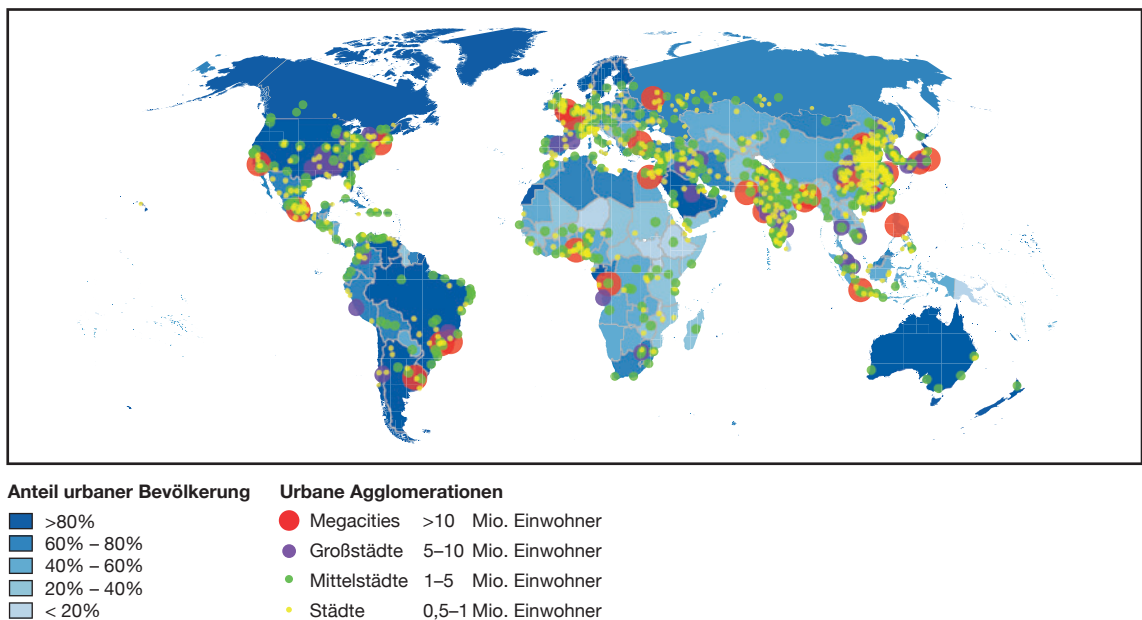 Anteil urbaner Bevölkerung
>80%
60% – 80%
40% – 60%
20% – 40%
< 20%
Urbane Agglomerationen
Megacities >10 Mio. Einwohner
Großstädte 5–10 Mio. Einwohner
Mittelstädte 1–5 Mio. Einwohner
Städte 0,5–1 Mio. Einwohner